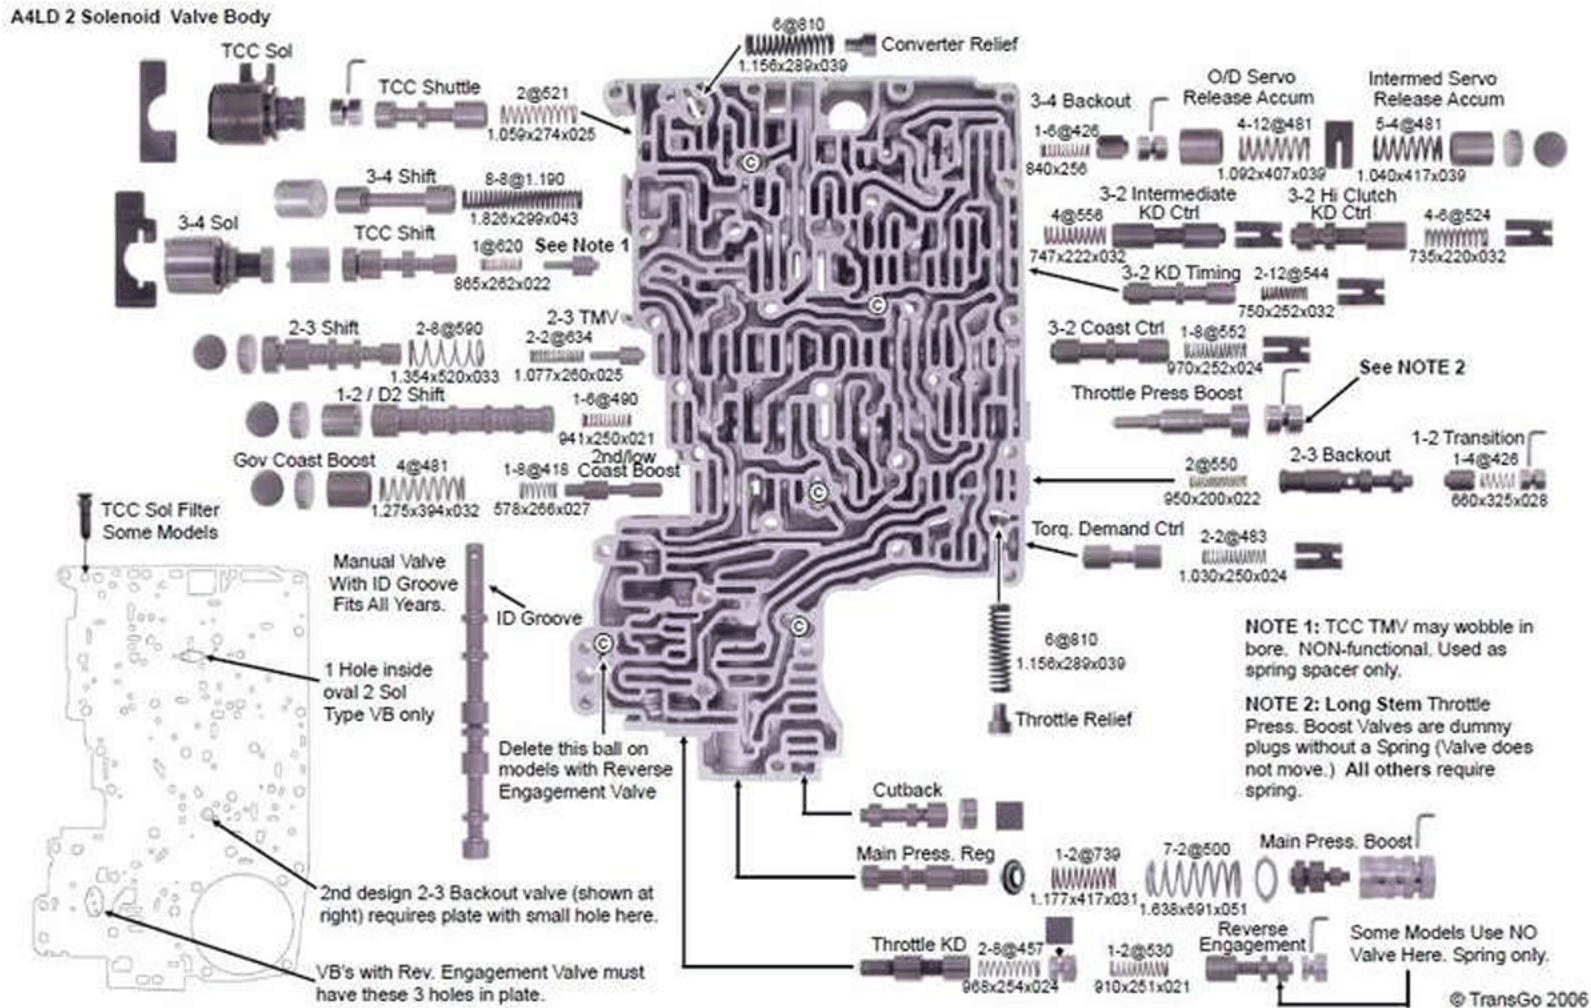 A4LD 2 Solenoid Valve Body
TCC Sol
TCC Shuttle
2@521
1.059x274x025
6@810
1.156x289x039
Converter Relief
3-4 Shift
8-8@1.190
1.826x299x043
3-4 Sol
TCC Shift
1@620
865x262x022
See Note 1
2-3 Shift
2-8@590
1.354x520x033
2-3 TMV
2-2@634
1.077x260x025
1-2 / D2 Shift
1-6@490
941x250x021
Gov Coast Boost
4@481
1.275x394x032
2nd/low
Coast Boost
1-8@418
578x266x027
3-4 Backout
1-6@426
840x256
O/D Servo
Release Accum
4-12@481
1.092x407x039
Intermed Servo
Release Accum
5-4@481
1.040x417x039
3-2 Intermediate
KD Ctrl
4@556
747x222x032
3-2 Hi Clutch
KD Ctrl
4-6@524
735x220x032
3-2 KD Timing
2-12@544
750x252x032
3-2 Coast Ctrl
1-8@552
970x252x024
Throttle Press Boost
See NOTE 2
2@550
950x200x022
2-3 Backout
1-2 Transition
1-4@426
660x325x028
Torq. Demand Ctrl
2-2@483
1.030x250x024
C
C
C
C
C
TCC Sol Filter
Some Models
Manual Valve
With ID Groove
Fits All Years.
ID Groove
1 Hole inside
oval 2 Sol
Type VB only
Delete this ball on
models with Reverse
Engagement Valve
6@810
1.156x289x039
Throttle Relief
NOTE 1: TCC TMV may wobble in
bore. NON-functional. Used as
spring spacer only.
NOTE 2: Long Stem Throttle
Press. Boost Valves are dummy
plugs without a Spring (Valve does
not move.) All others require
spring.
2nd design 2-3 Backout valve (shown at
right) requires plate with small hole here.
VB's with Rev. Engagement Valve must
have these 3 holes in plate.
Cutback
Main Press. Reg
1-2@739
1.177x417x031
7-2@500
1.638x691x051
Main Press. Boost
Throttle KD
2-8@457
968x254x024
1-2@530
910x251x021
Reverse
Engagement
Some Models Use NO
Valve Here. Spring only.
© TransGo 2006